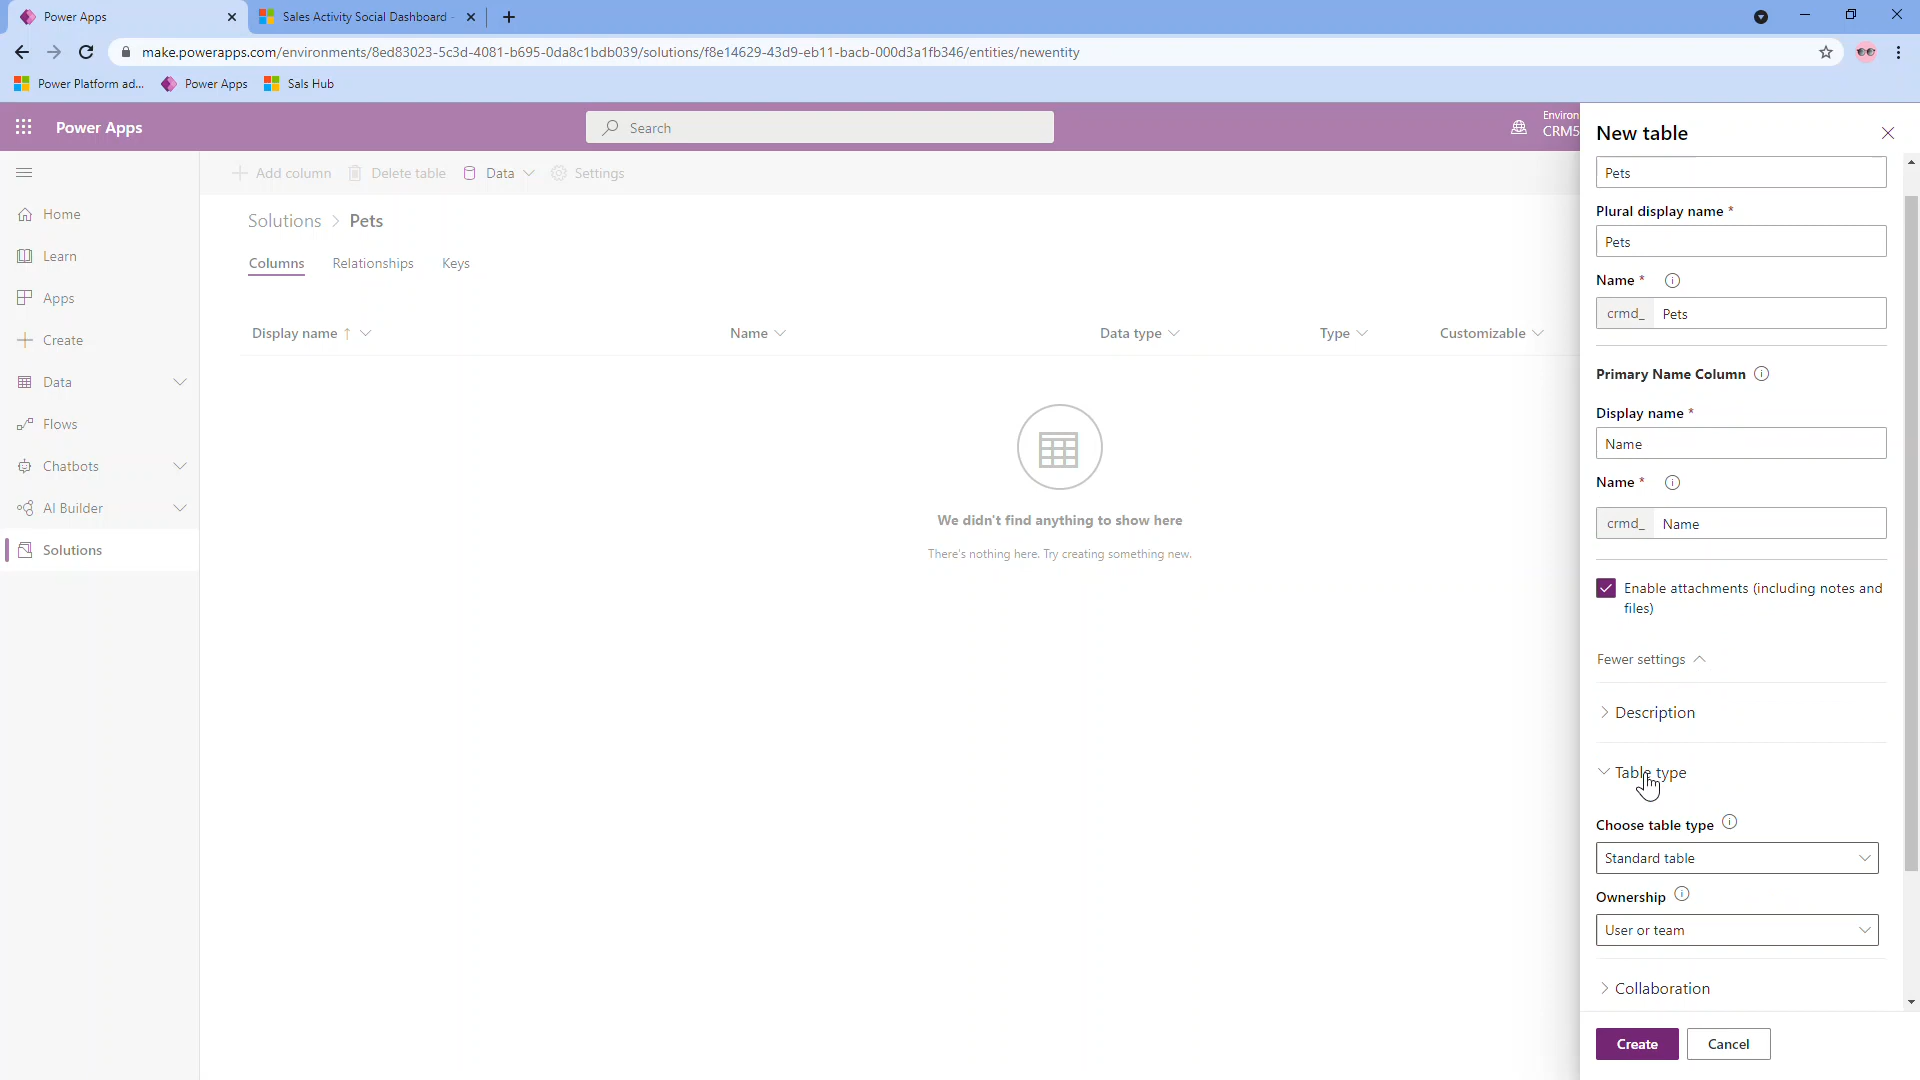 Power Apps
Sales Activity Social Dashboard -
make.powerapps.com/environments/8ed83023-5c3d-4081-b695-0da8c1bdb039/solutions/f8e14629-43d9-eb11-bacb-000d3a1fb346/entities/newentity
Power Platform ad... Power Apps Sals Hub
Power Apps
Search
Environ
CRM5
New table
Add column Delete table Data Settings
Solutions > Pets
Columns Relationships Keys
Display name ↑ Name Data type Type Customizable
We didn't find anything to show here
There's nothing here. Try creating something new.
Home
Learn
Apps
Create
Data
Flows
Chatbots
AI Builder
Solutions
Pets
Plural display name *
Pets
Name *
crmd_ Pets
Primary Name Column
Display name *
Name
Name *
crmd_ Name
Enable attachments (including notes and
files)
Fewer settings
Description
Table type
Choose table type
Standard table
Ownership
User or team
Collaboration
Create Cancel